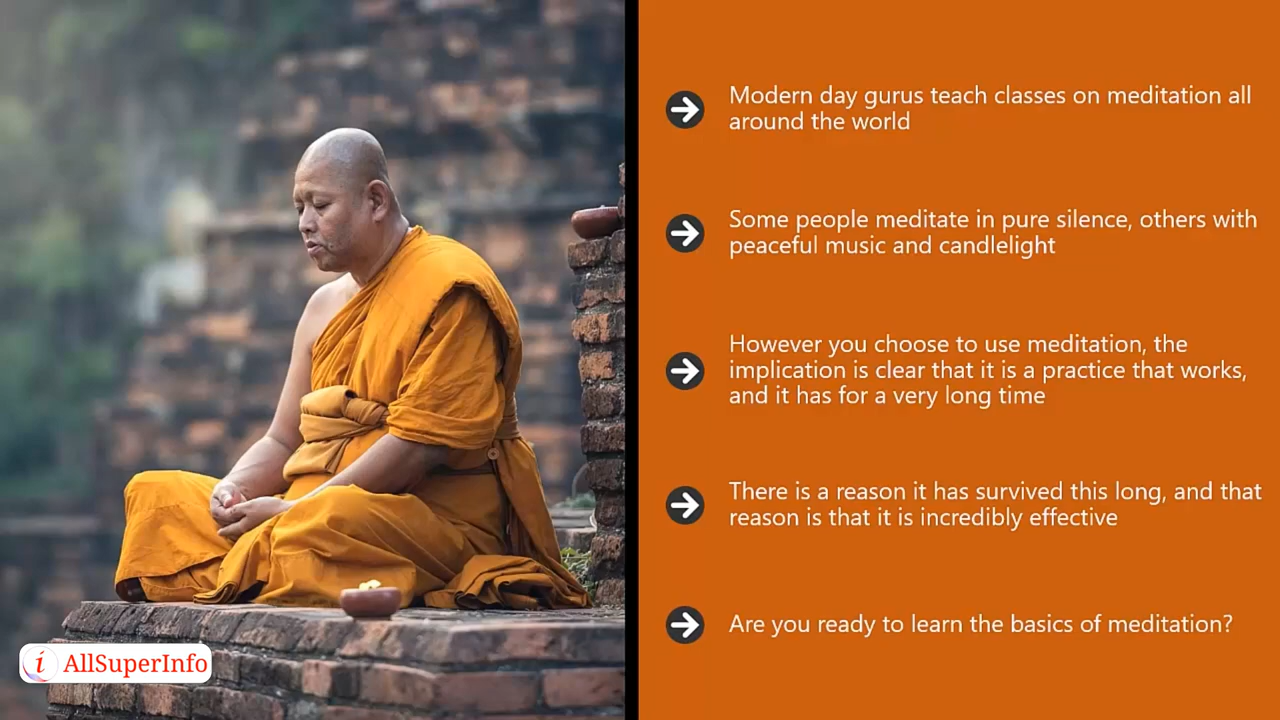 Modern day gurus teach classes on meditation all
around the world
Some people meditate in pure silence, others with
peaceful music and candlelight
However you choose to use meditation, the
implication is clear that it is a practice that works,
and it has for a very long time
There is a reason it has survived this long, and that
reason is that it is incredibly effective
Are you ready to learn the basics of meditation?
i AllSuperInfo